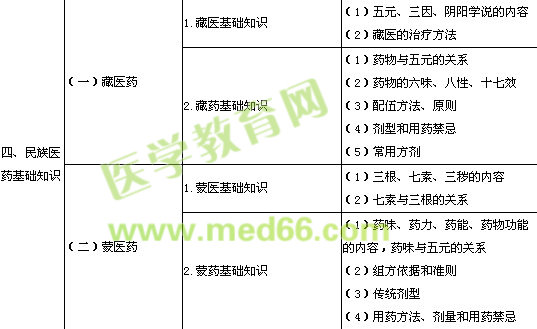 四、民族医
药基础知识
（一）藏医药
1.藏医基础知识
（1）五元、三因、阴阳学说的内容
（2）藏医的治疗方法
2.藏药基础知识
（1）药物与五元的关系
（2）药物的六味、八性、十七效
（3）配伍方法、原则
（4）剂型和用药禁忌
（5）常用方剂
（二）蒙医药
1.蒙医基础知识
（1）三根、七素、三秽的内容
（2）七素与三根的关系
2.蒙药基础知识
（1）药味、药力、药能、药物功能
的内容，药味与五元的关系
（2）组方依据和准则
（3）传统剂型
（4）用药方法、剂量和用药禁忌
医学教育网
www.med66.com